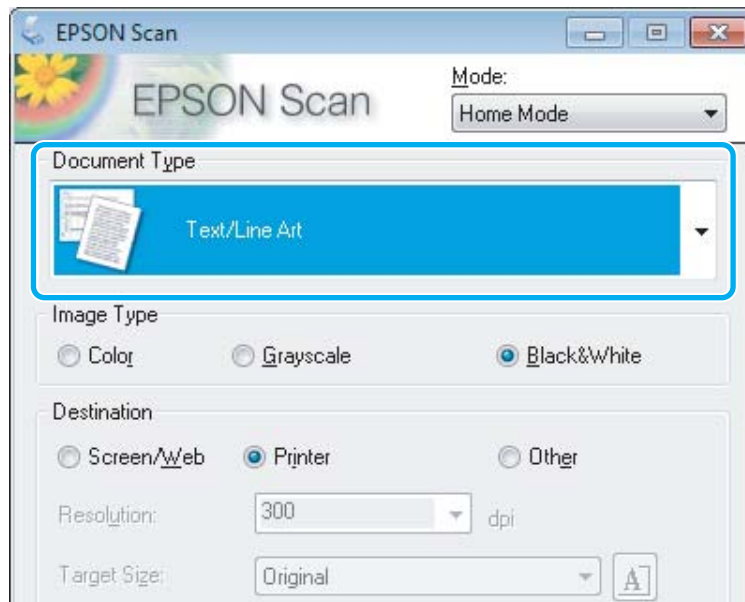 EPSON Scan
EPSON Scan
Mode:
Home Mode
Document Type
Text/Line Art
Image Type
Color Grayscale Black&White
Destination
Screen/Web Printer Other
Resolution: 300 dpi
Target Size: Original A